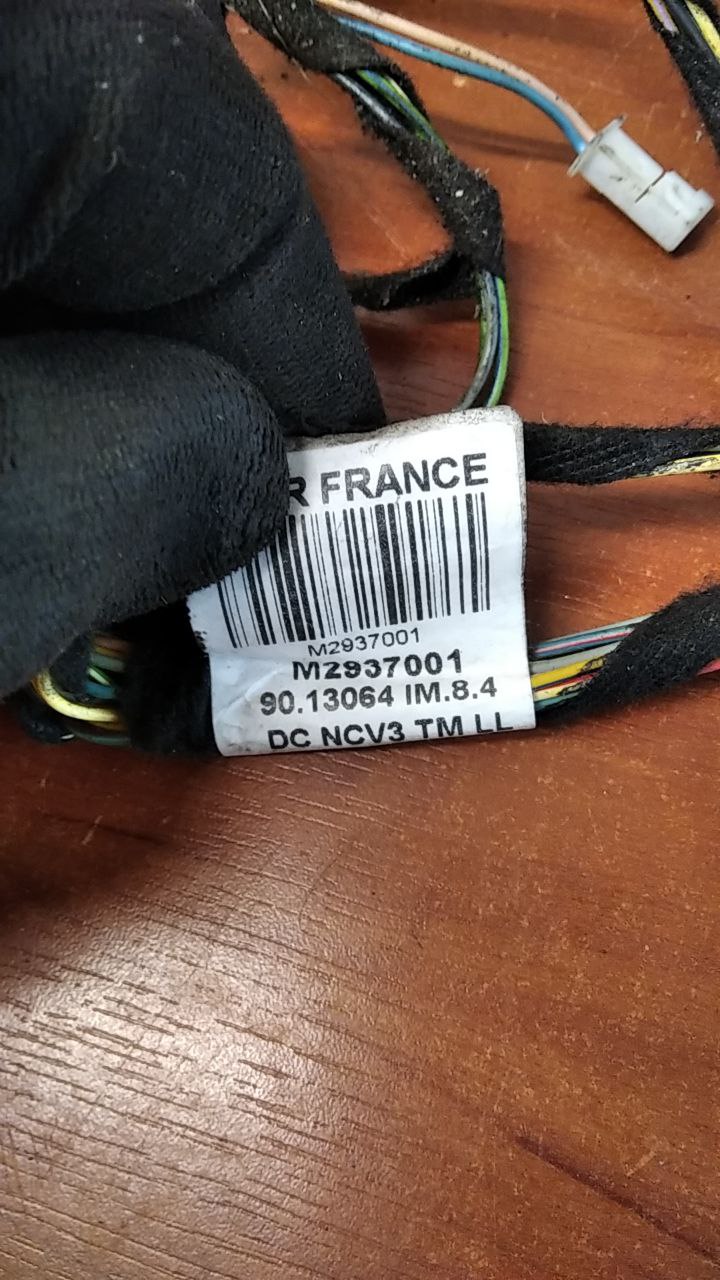 R FRANCE
M2937001
M2937001
90.13064 IM.8.4
DC NCV3 TM LL